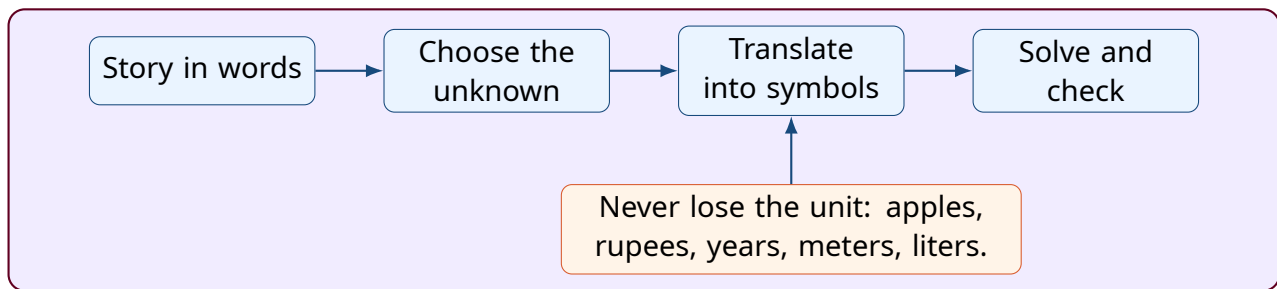 Story in words
Choose the
unknown
Translate
into symbols
Solve and
check
Never lose the unit: apples,
rupees, years, meters, liters.